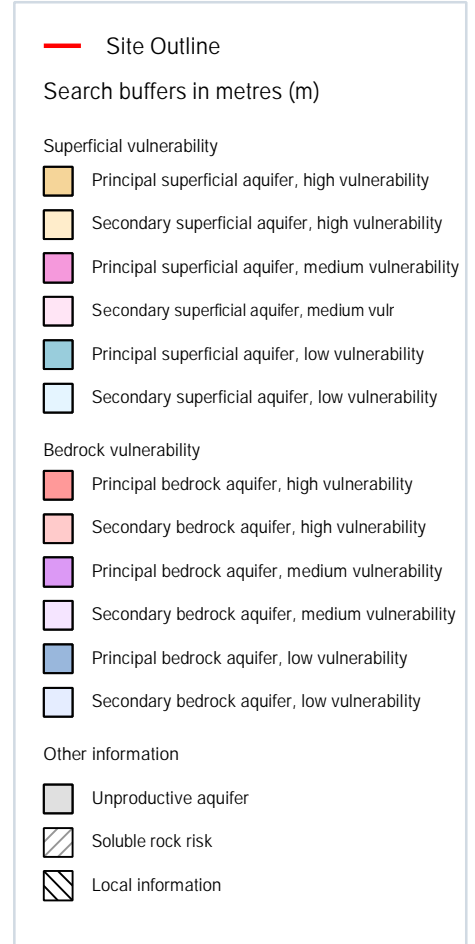 Site Outline
Search buffers in metres (m)
Superficial vulnerability
Principal superficial aquifer, high vulnerability
Secondary superficial aquifer, high vulnerability
Principal superficial aquifer, medium vulnerability
Secondary superficial aquifer, medium vulr
Principal superficial aquifer, low vulnerability
Secondary superficial aquifer, low vulnerability
Bedrock vulnerability
Principal bedrock aquifer, high vulnerability
Secondary bedrock aquifer, high vulnerability
Principal bedrock aquifer, medium vulnerability
Secondary bedrock aquifer, medium vulnerability
Principal bedrock aquifer, low vulnerability
Secondary bedrock aquifer, low vulnerability
Other information
Unproductive aquifer
Soluble rock risk
Local information